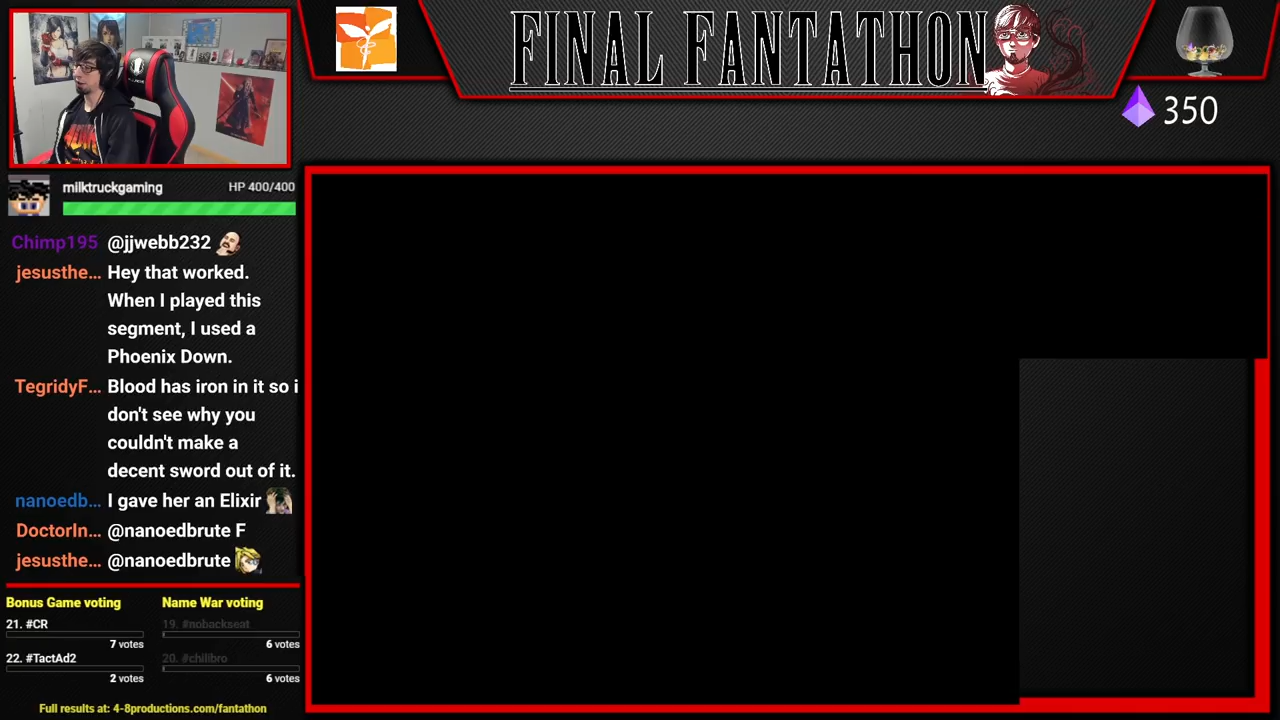 FINAL FANTATHON
350
milktruckgaming HP 400/400
Chimp195 @jjwebb232
jesusthe... Hey that worked.
When I played this
segment, I used a
Phoenix Down.
TegridyF... Blood has iron in it so i
don't see why you
couldn't make a
decent sword out of it.
nanoedb... I gave her an Elixir
DoctorIn... @nanoedbrute F
jesusthe... @nanoedbrute
Bonus Game voting
21. #CR
7 votes
22. #TactAd2
2 votes
Name War voting
19. #nobackseat
6 votes
20. #chilibro
6 votes
Full results at: 4-8productions.com/fantathon